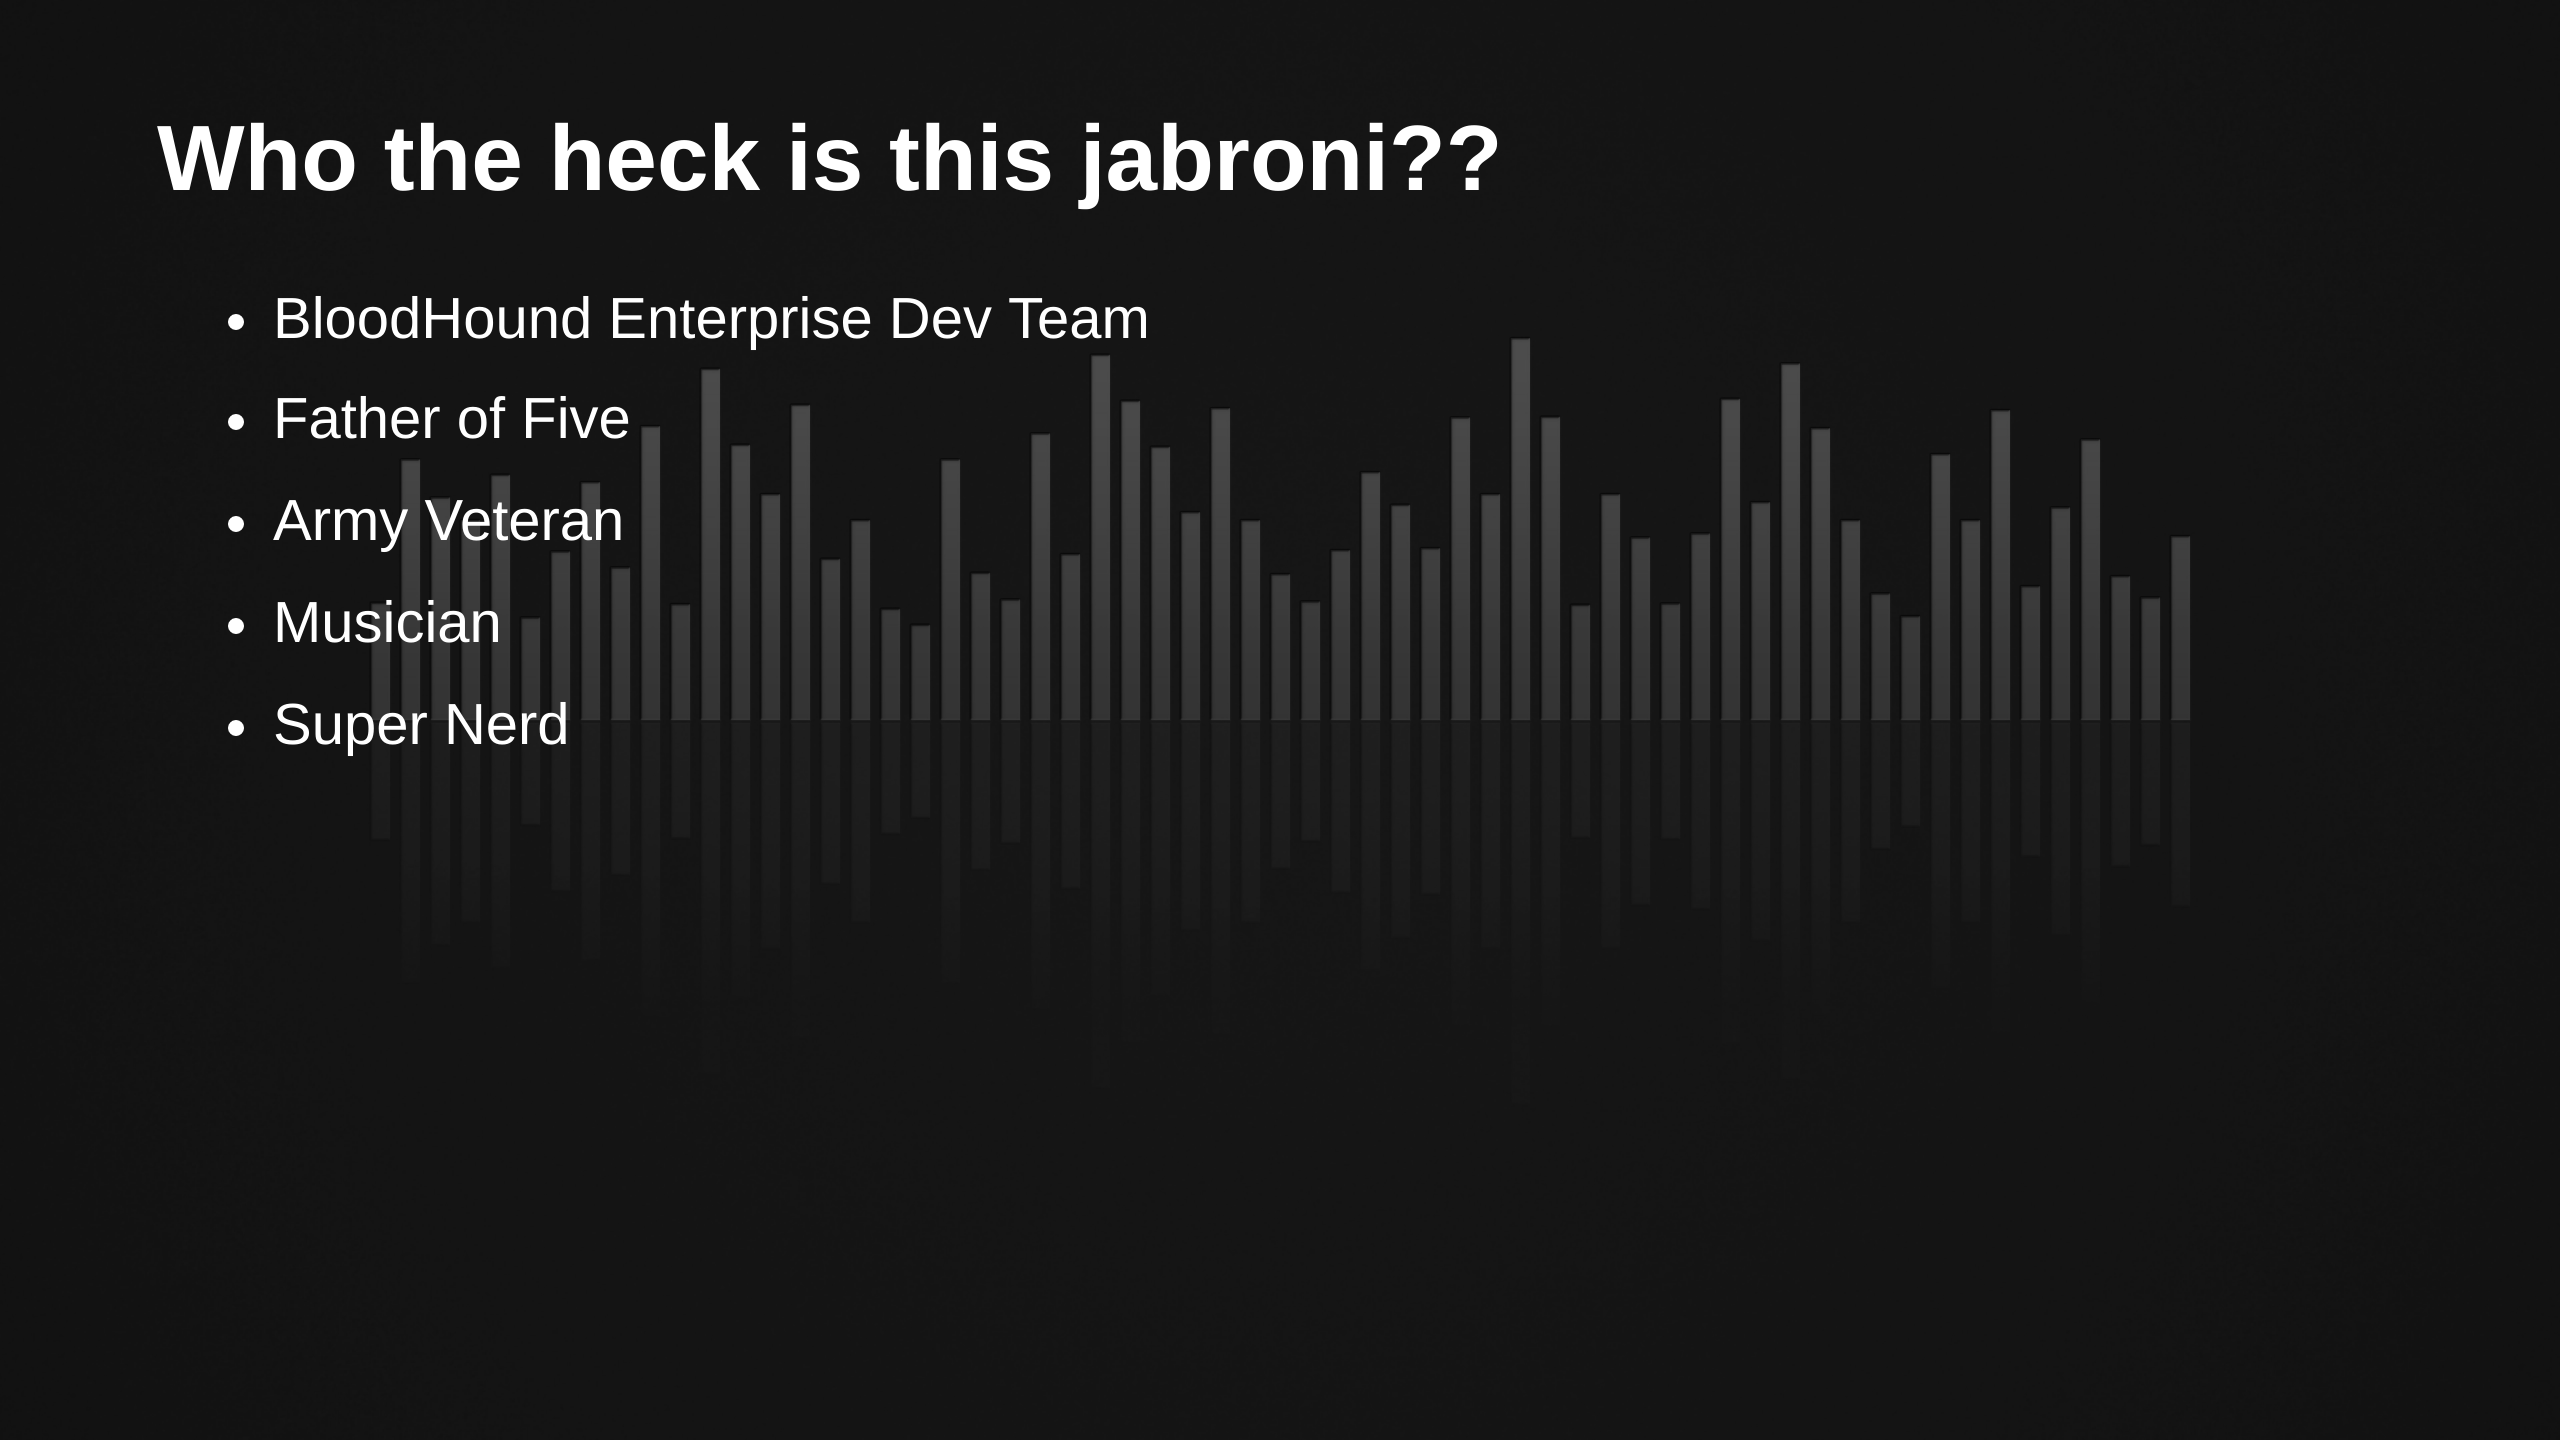 Who the heck is this jabroni??
• BloodHound Enterprise Dev Team
• Father of Five
• Army Veteran
• Musician
• Super Nerd